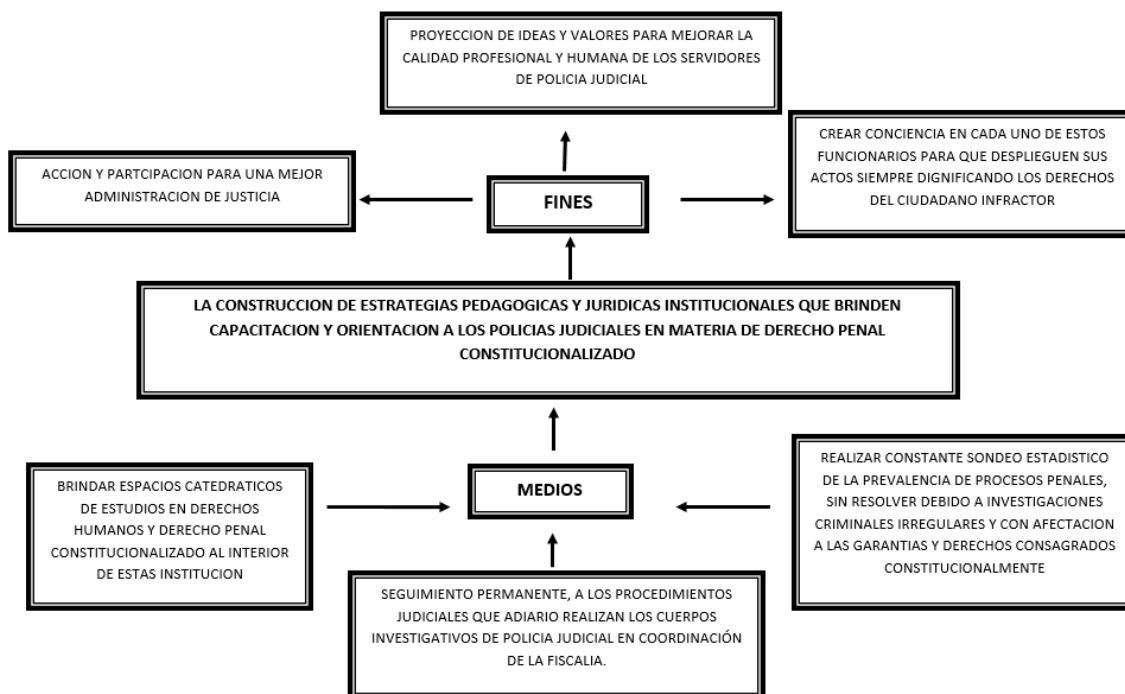 PROYECCION DE IDEAS Y VALORES PARA MEJORAR LA
CALIDAD PROFESIONAL Y HUMANA DE LOS SERVIDORES
DE POLICIA JUDICIAL
ACCION Y PARTCIPACION PARA UNA MEJOR
ADMINISTRACION DE JUSTICIA
FINES
CREAR CONCIENCIA EN CADA UNO DE ESTOS
FUNCIONARIOS PARA QUE DESPLIEGUEN SUS
ACTOS SIEMPRE DIGNIFICANDO LOS DERECHOS
DEL CIUDADANO INFRACTOR
LA CONSTRUCCION DE ESTRATEGIAS PEDAGOGICAS Y JURIDICAS INSTITUCIONALES QUE BRINDEN
CAPACITACION Y ORIENTACION A LOS POLICIAS JUDICIALES EN MATERIA DE DERECHO PENAL
CONSTITUCIONALIZADO
BRINDAR ESPACIOS CATEDRATICOS
DE ESTUDIOS EN DERECHOS
HUMANOS Y DERECHO PENAL
CONSTITUCIONALIZADO AL INTERIOR
DE ESTAS INSTITUCION
MEDIOS
REALIZAR CONSTANTE SONDEO ESTADISTICO
DE LA PREVALENCIA DE PROCESOS PENALES,
SIN RESOLVER DEBIDO A INVESTIGACIONES
CRIMINALES IRREGULARES Y CON AFECTACION
A LAS GARANTIAS Y DERECHOS CONSAGRADOS
CONSTITUCIONALMENTE
SEGUIMIENTO PERMANENTE, A LOS PROCEDIMIENTOS
JUDICIALES QUE ADIARIO REALIZAN LOS CUERPOS
INVESTIGATIVOS DE POLICIA JUDICIAL EN COORDINACIÓN
DE LA FISCALIA.